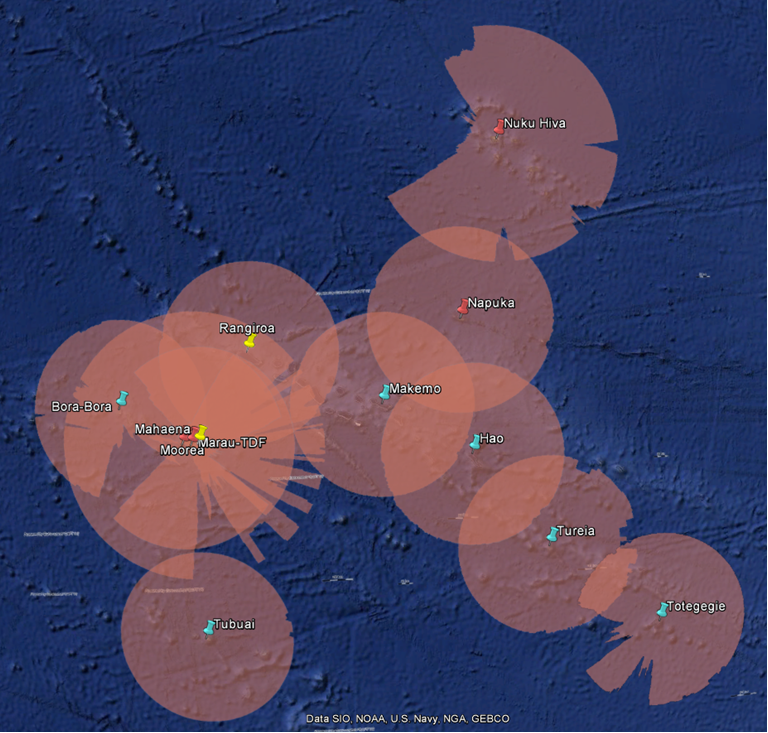 Nuku Hiva
Napuka
Rangiroa
Makemo
Bora-Bora
Mahaena
Marau-TDF
Moorea
Hao
Tureia
Totegegie
Tubuai
Data SIO, NOAA, U.S. Navy, NGA, GEBCO